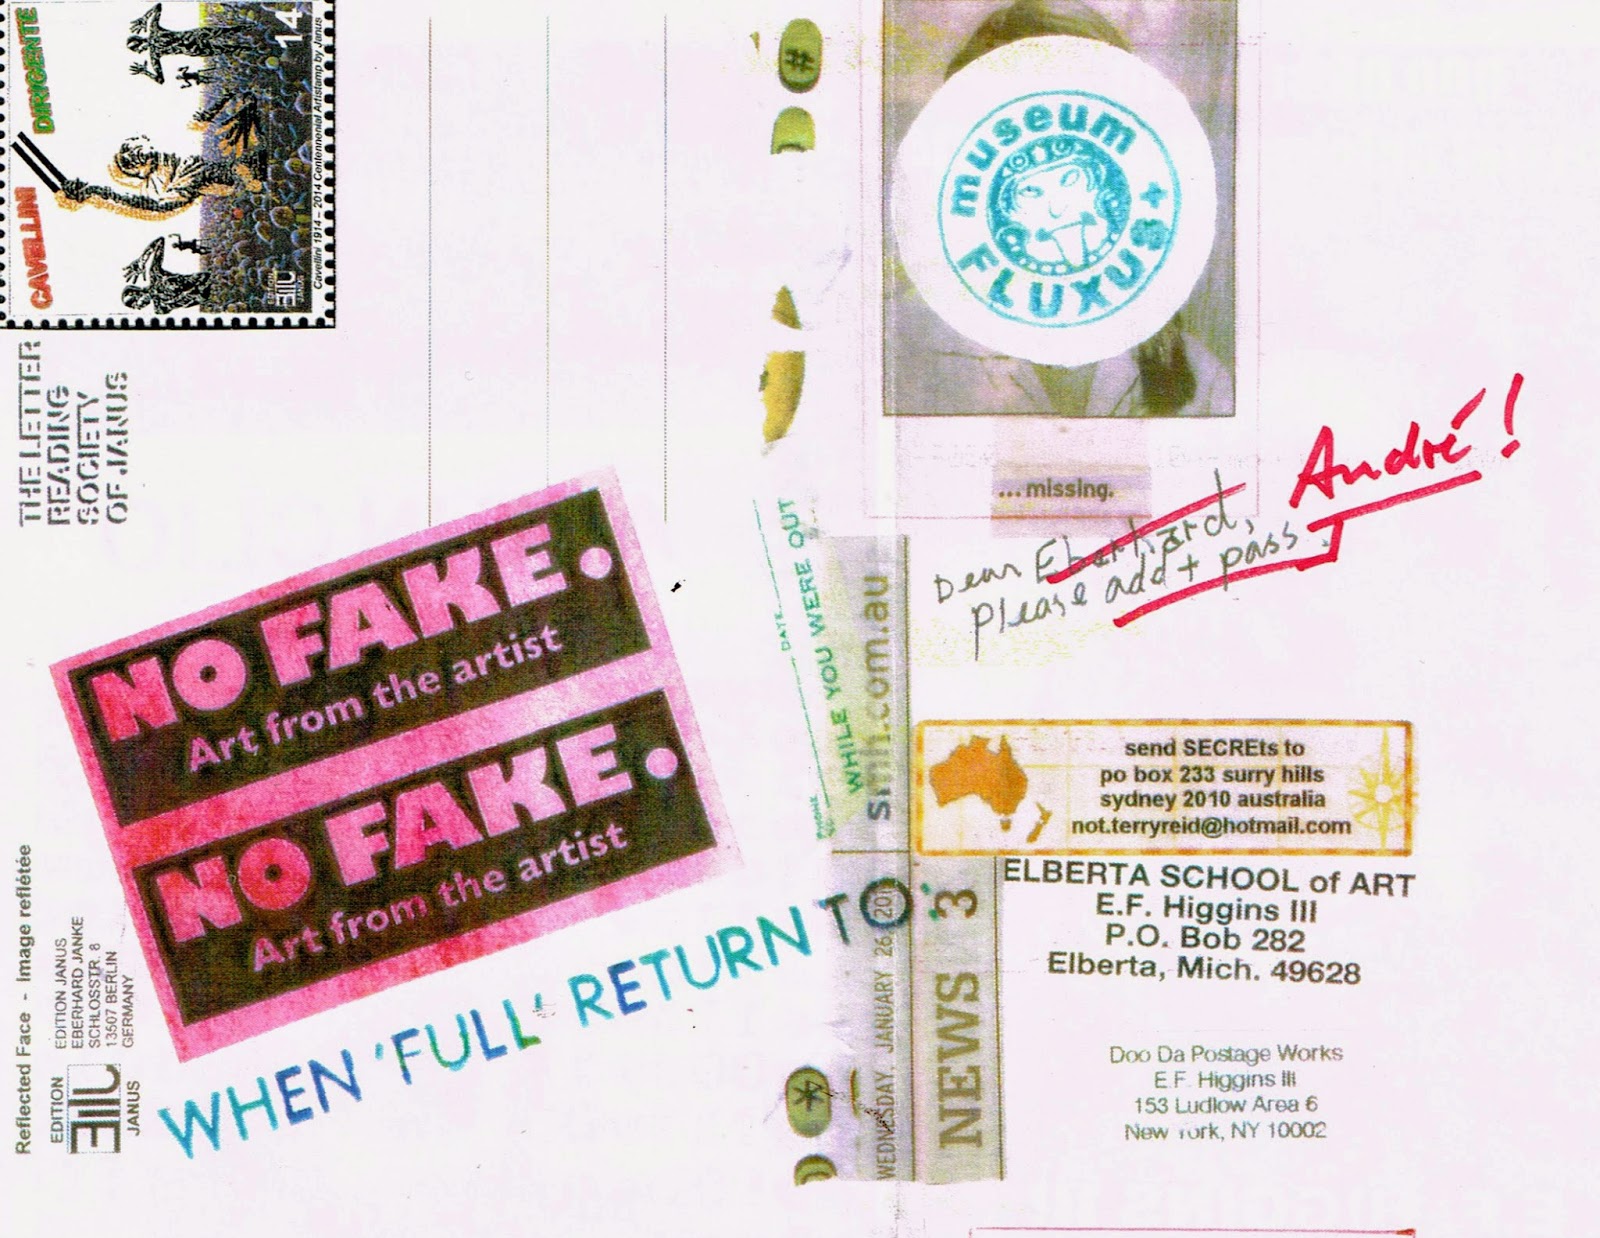 CAVELLINI DIRIGENTE
14
EDITION
JANUS
Cavellini 1914 – 2014 Centennial Artistamp by Janus
THE LETTER
READING
SOCIETY
OF JANUS
NO FAKE.
Art from the artist
NO FAKE.
Art from the artist
Reflected Face - Image reflétée
EDITION
JANUS
EDITION JANUS
EBERHARD JANKE
SCHLOSSTR. 8
13507 BERLIN
GERMANY
WHEN 'FULL' RETURN TO:
#
*
museum
FLUXUS+
...missing.
Dear Eberhard, André!
please add + pass.
DATE
WHILE YOU WERE OUT
PHONE
smh.com.au
WEDNESDAY, JANUARY 26, 201
NEWS 3
send SECREts to
po box 233 surry hills
sydney 2010 australia
not.terryreid@hotmail.com
ELBERTA SCHOOL of ART
E.F. Higgins III
P.O. Bob 282
Elberta, Mich. 49628
Doo Da Postage Works
E.F. Higgins III
153 Ludlow Area 6
New York, NY 10002